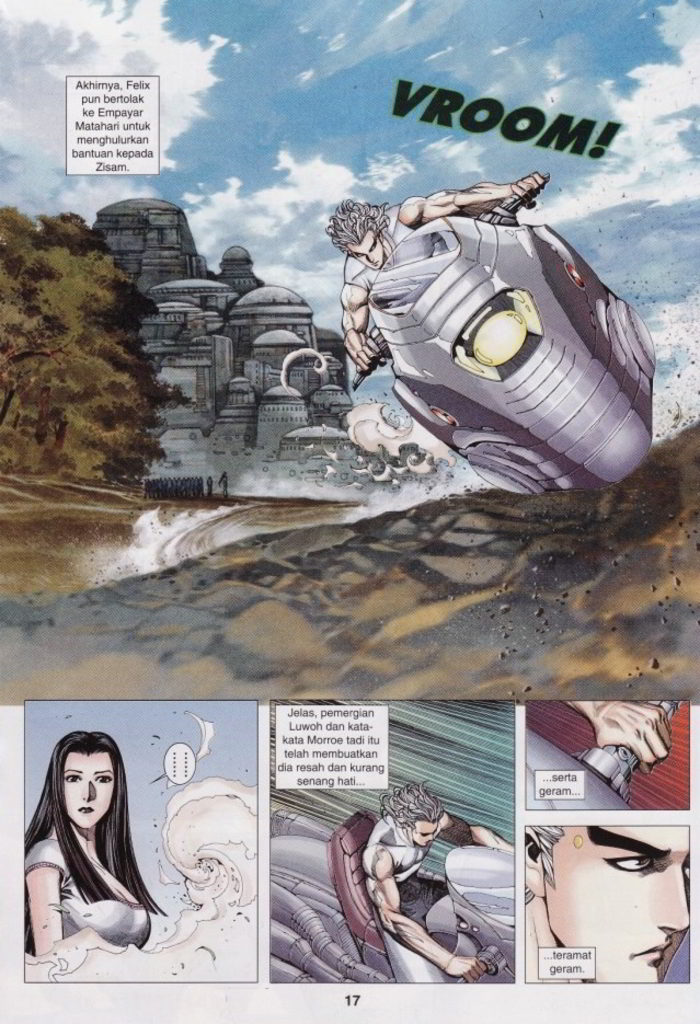 Akhirnya, Felix
pun bertolak
ke Empayar
Matahari untuk
menghulurkan
bantuan kepada
Zisam.
VROOM!
Jelas, pemergian
Luwoh dan kata-
kata Morroe tadi itu
telah membuatkan
dia resah dan kurang
senang hati...
...serta
geram...
...teramat
geram.
17